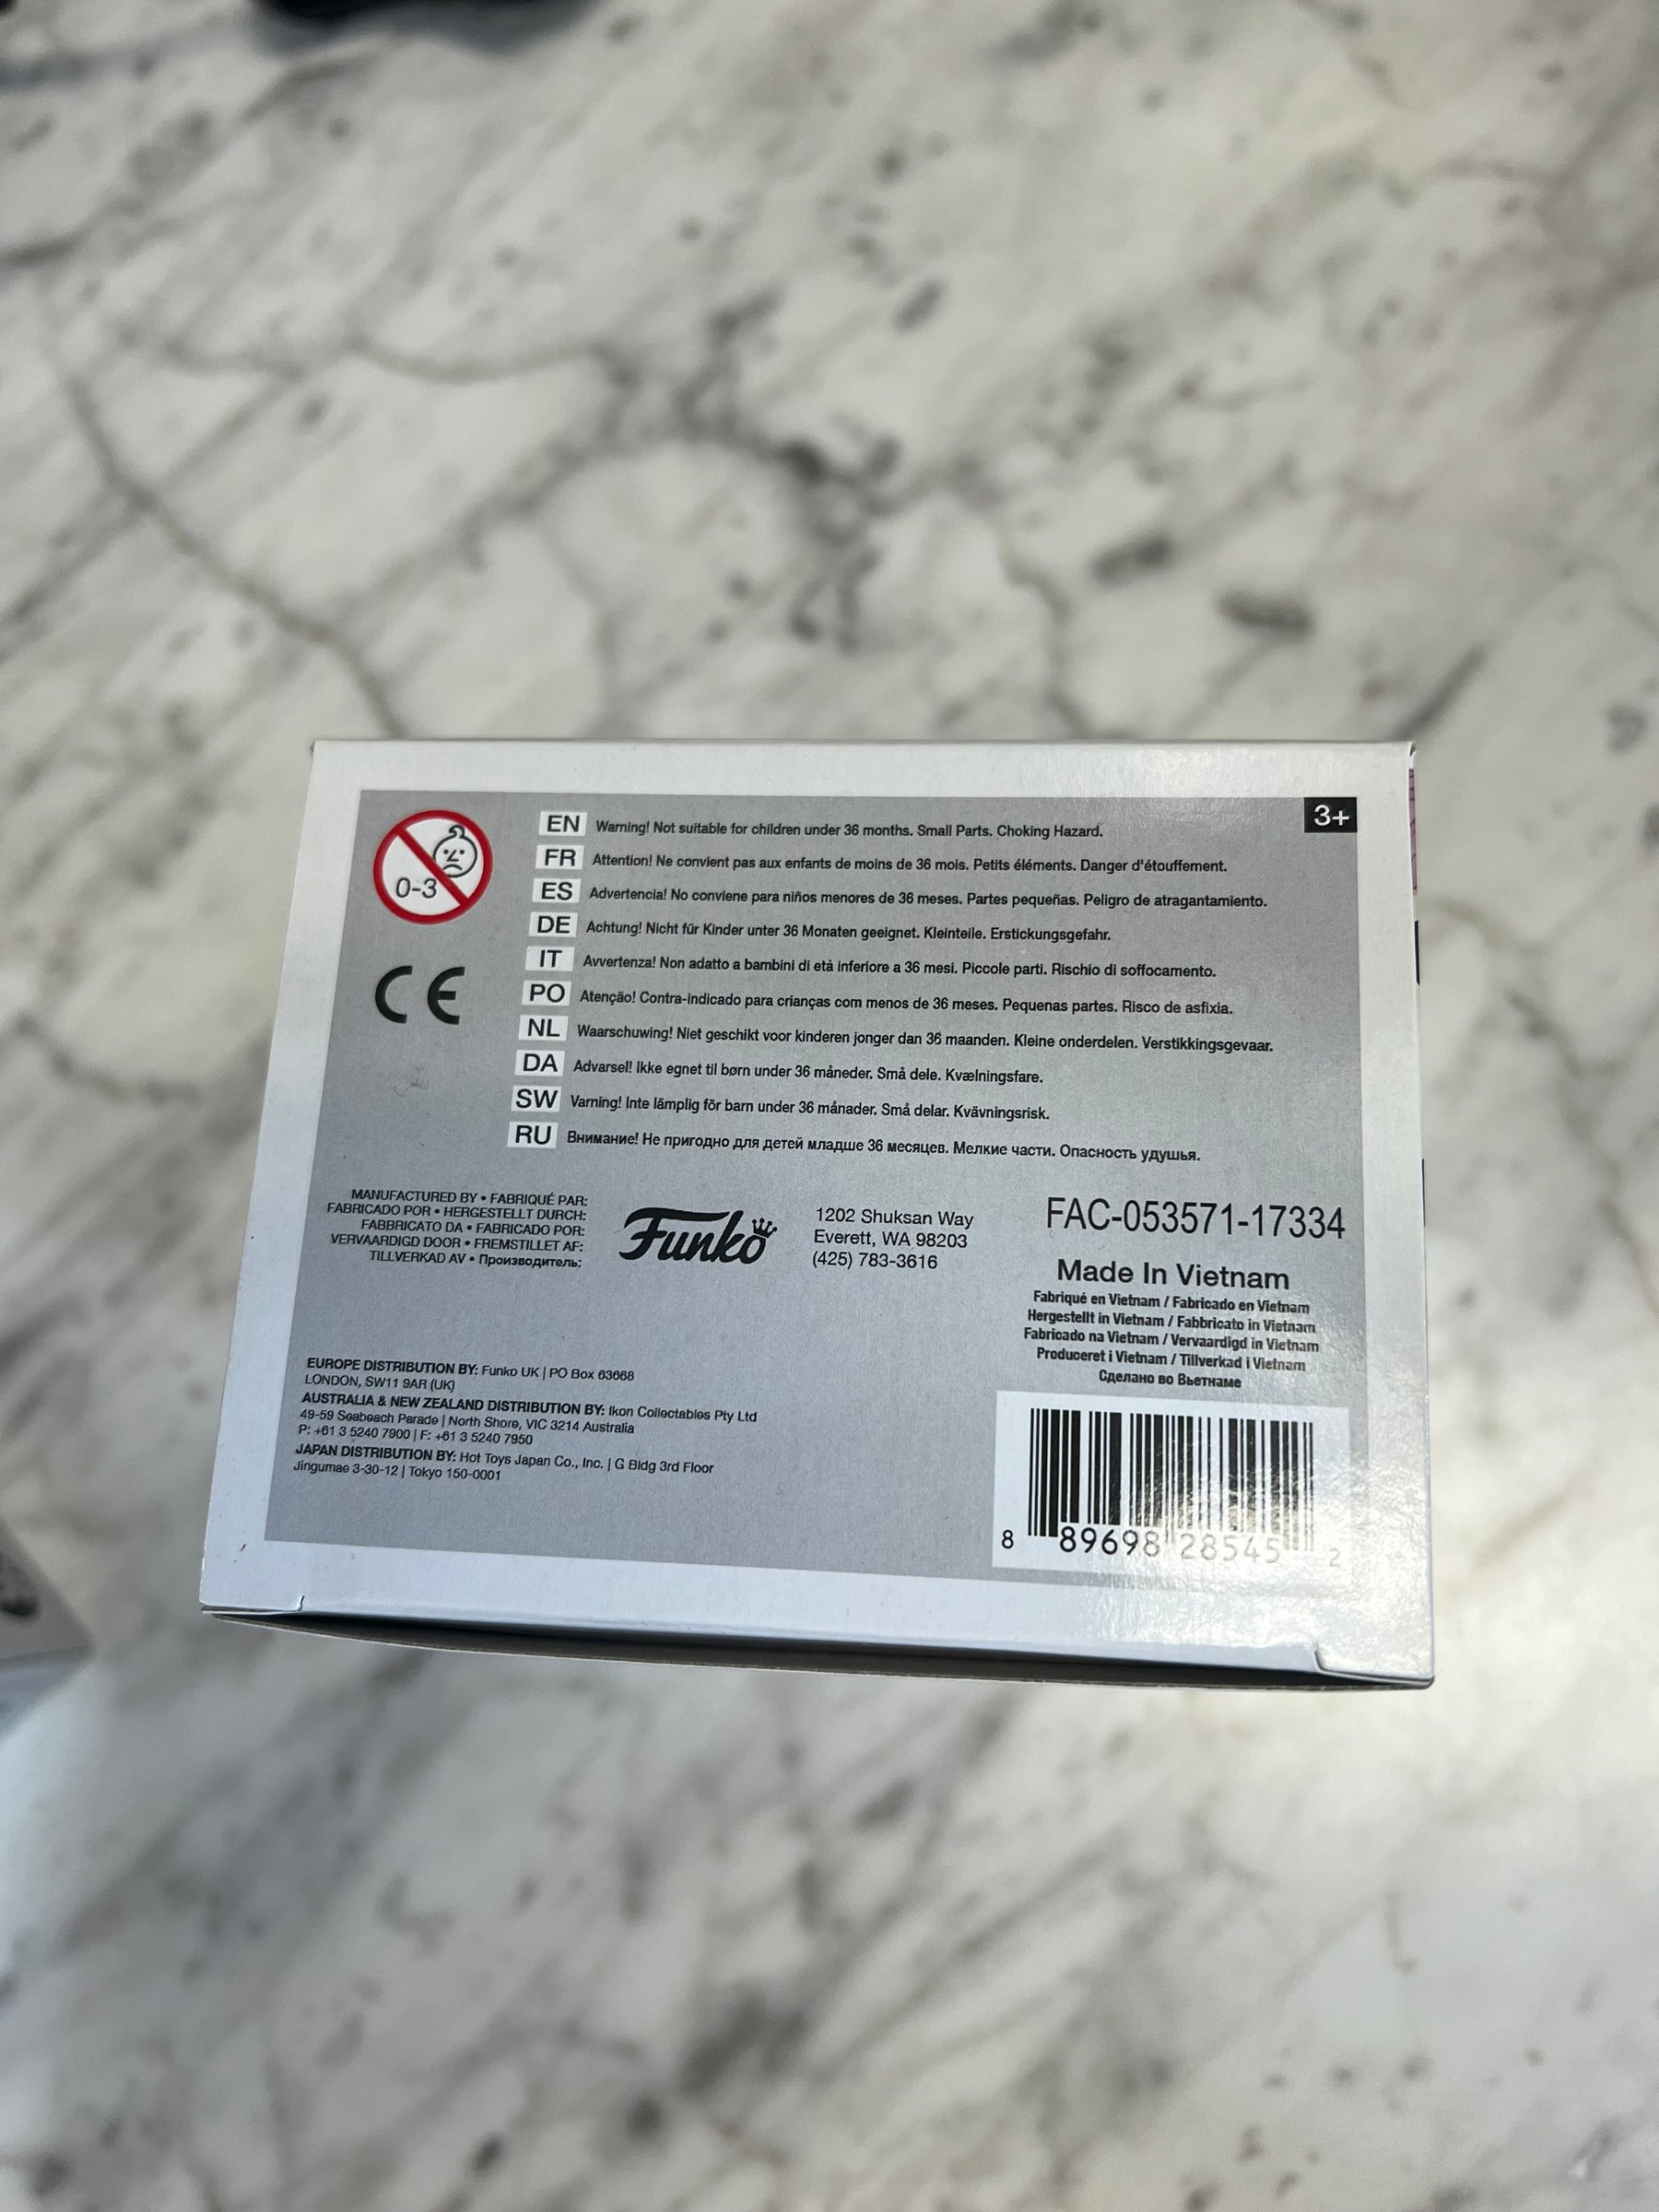 3+
0-3
EN Warning! Not suitable for children under 36 months. Small Parts. Choking Hazard.
FR Attention! Ne convient pas aux enfants de moins de 36 mois. Petits éléments. Danger d'étouffement.
ES Advertencia! No conviene para niños menores de 36 meses. Partes pequeñas. Peligro de atragantamiento.
DE Achtung! Nicht für Kinder unter 36 Monaten geeignet. Kleinteile. Erstickungsgefahr.
IT Avvertenza! Non adatto a bambini di età inferiore a 36 mesi. Piccole parti. Rischio di soffocamento.
PO Atenção! Contra-indicado para crianças com menos de 36 meses. Pequenas partes. Risco de asfixia.
NL Waarschuwing! Niet geschikt voor kinderen jonger dan 36 maanden. Kleine onderdelen. Verstikkingsgevaar.
DA Advarsel! Ikke egnet til børn under 36 måneder. Små dele. Kvælningsfare.
SW Varning! Inte lämplig för barn under 36 månader. Små delar. Kvävningsrisk.
RU Внимание! Не пригодно для детей младше 36 месяцев. Мелкие части. Опасность удушья.
CE
MANUFACTURED BY • FABRIQUÉ PAR:
FABRICADO POR • HERGESTELLT DURCH:
FABBRICATO DA • FABRICADO POR:
VERVAARDIGD DOOR • FREMSTILLET AF:
TILLVERKAD AV • Производитель:
Funko
1202 Shuksan Way
Everett, WA 98203
(425) 783-3616
FAC-053571-17334
Made In Vietnam
Fabriqué en Vietnam / Fabricado en Vietnam
Hergestellt in Vietnam / Fabbricato in Vietnam
Fabricado na Vietnam / Vervaardigd in Vietnam
Produceret i Vietnam / Tillverkad i Vietnam
Сделано во Вьетнаме
EUROPE DISTRIBUTION BY: Funko UK | PO Box 63668
LONDON, SW11 9AR (UK)
AUSTRALIA & NEW ZEALAND DISTRIBUTION BY: Ikon Collectables Pty Ltd
49-59 Seabeach Parade | North Shore, VIC 3214 Australia
P: +61 3 5240 7900 | F: +61 3 5240 7950
JAPAN DISTRIBUTION BY: Hot Toys Japan Co., Inc. | G Bldg 3rd Floor
Jingumae 3-30-12 | Tokyo 150-0001
8 89698 28545 2